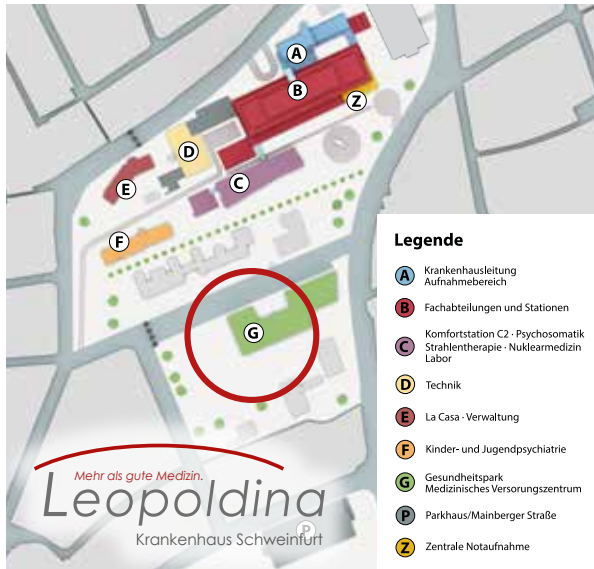 A
B
Z
D
C
E
F
G
Legende
A Krankenhausleitung
Aufnahmebereich
B Fachabteilungen und Stationen
C Komfortstation C2 · Psychosomatik
Strahlentherapie · Nuklearmedizin
Labor
D Technik
E La Casa · Verwaltung
F Kinder- und Jugendpsychiatrie
G Gesundheitspark
Medizinisches Versorungszentrum
P Parkhaus/Mainberger Straße
Z Zentrale Notaufnahme
Mehr als gute Medizin.
Leopoldina
Krankenhaus Schweinfurt
P